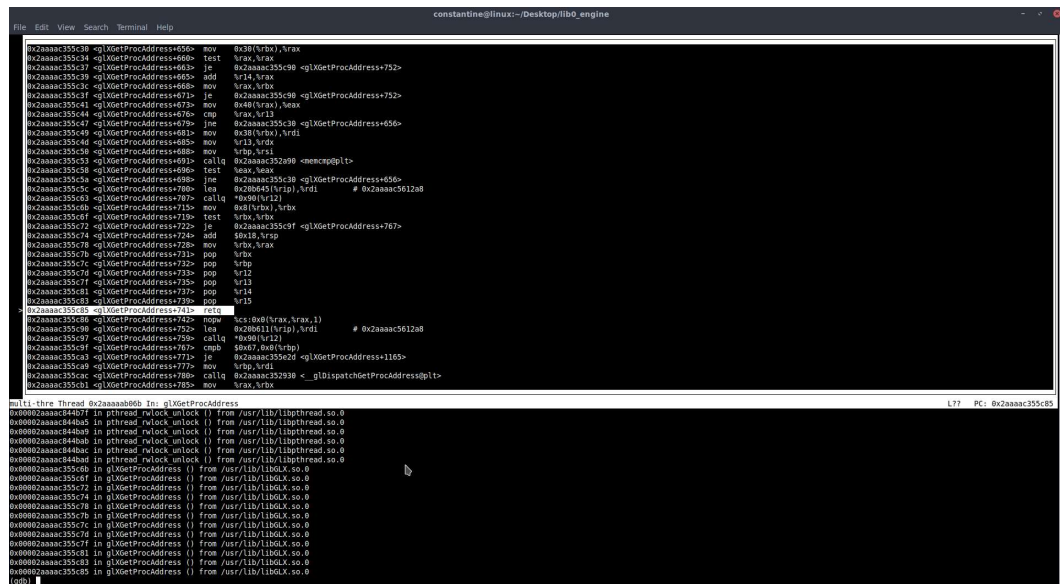 constantine@linux:~/Desktop/lib0_engine
File Edit View Search Terminal Help
0x2aaaac355c30 <glXGetProcAddress+656> mov 0x30(%rbx),%rax
0x2aaaac355c34 <glXGetProcAddress+660> test %rax,%rax
0x2aaaac355c37 <glXGetProcAddress+663> je 0x2aaaac355c90 <glXGetProcAddress+752>
0x2aaaac355c39 <glXGetProcAddress+665> add %r14,%rax
0x2aaaac355c3c <glXGetProcAddress+668> mov %rax,%rbx
0x2aaaac355c3f <glXGetProcAddress+671> je 0x2aaaac355c90 <glXGetProcAddress+752>
0x2aaaac355c41 <glXGetProcAddress+673> mov 0x40(%rax),%eax
0x2aaaac355c44 <glXGetProcAddress+676> cmp %rax,%r13
0x2aaaac355c47 <glXGetProcAddress+679> jne 0x2aaaac355c30 <glXGetProcAddress+656>
0x2aaaac355c49 <glXGetProcAddress+681> mov 0x38(%rbx),%rdi
0x2aaaac355c4d <glXGetProcAddress+685> mov %r13,%rdx
0x2aaaac355c50 <glXGetProcAddress+688> mov %rbp,%rsi
0x2aaaac355c53 <glXGetProcAddress+691> callq 0x2aaaac352a90 <memcmp@plt>
0x2aaaac355c58 <glXGetProcAddress+696> test %eax,%eax
0x2aaaac355c5a <glXGetProcAddress+698> jne 0x2aaaac355c30 <glXGetProcAddress+656>
0x2aaaac355c5c <glXGetProcAddress+700> lea 0x20b645(%rip),%rdi # 0x2aaaac5612a8
0x2aaaac355c63 <glXGetProcAddress+707> callq *0x90(%r12)
0x2aaaac355c6b <glXGetProcAddress+715> mov 0x8(%rbx),%rbx
0x2aaaac355c6f <glXGetProcAddress+719> test %rbx,%rbx
0x2aaaac355c72 <glXGetProcAddress+722> je 0x2aaaac355c9f <glXGetProcAddress+767>
0x2aaaac355c74 <glXGetProcAddress+724> add $0x18,%rsp
0x2aaaac355c78 <glXGetProcAddress+728> mov %rbx,%rax
0x2aaaac355c7b <glXGetProcAddress+731> pop %rbx
0x2aaaac355c7c <glXGetProcAddress+732> pop %rbp
0x2aaaac355c7d <glXGetProcAddress+733> pop %r12
0x2aaaac355c7f <glXGetProcAddress+735> pop %r13
0x2aaaac355c81 <glXGetProcAddress+737> pop %r14
0x2aaaac355c83 <glXGetProcAddress+739> pop %r15
> 0x2aaaac355c85 <glXGetProcAddress+741> retq
0x2aaaac355c86 <glXGetProcAddress+742> nopw %cs:0x0(%rax,%rax,1)
0x2aaaac355c90 <glXGetProcAddress+752> lea 0x20b611(%rip),%rdi # 0x2aaaac5612a8
0x2aaaac355c97 <glXGetProcAddress+759> callq *0x90(%r12)
0x2aaaac355c9f <glXGetProcAddress+767> cmpb $0x67,0x0(%rbp)
0x2aaaac355ca3 <glXGetProcAddress+771> je 0x2aaaac355e2d <glXGetProcAddress+1165>
0x2aaaac355ca9 <glXGetProcAddress+777> mov %rbp,%rdi
0x2aaaac355cac <glXGetProcAddress+780> callq 0x2aaaac352930 <__glDispatchGetProcAddress@plt>
0x2aaaac355cb1 <glXGetProcAddress+785> mov %rax,%rbx
multi-thre Thread 0x2aaaaab06b In: glXGetProcAddress L?? PC: 0x2aaaac355c85
0x00002aaaac844b7f in pthread_rwlock_unlock () from /usr/lib/libpthread.so.0
0x00002aaaac844ba5 in pthread_rwlock_unlock () from /usr/lib/libpthread.so.0
0x00002aaaac844ba9 in pthread_rwlock_unlock () from /usr/lib/libpthread.so.0
0x00002aaaac844bab in pthread_rwlock_unlock () from /usr/lib/libpthread.so.0
0x00002aaaac844bac in pthread_rwlock_unlock () from /usr/lib/libpthread.so.0
0x00002aaaac844bad in pthread_rwlock_unlock () from /usr/lib/libpthread.so.0
0x00002aaaac355c6b in glXGetProcAddress () from /usr/lib/libGLX.so.0
0x00002aaaac355c6f in glXGetProcAddress () from /usr/lib/libGLX.so.0
0x00002aaaac355c72 in glXGetProcAddress () from /usr/lib/libGLX.so.0
0x00002aaaac355c74 in glXGetProcAddress () from /usr/lib/libGLX.so.0
0x00002aaaac355c78 in glXGetProcAddress () from /usr/lib/libGLX.so.0
0x00002aaaac355c7b in glXGetProcAddress () from /usr/lib/libGLX.so.0
0x00002aaaac355c7c in glXGetProcAddress () from /usr/lib/libGLX.so.0
0x00002aaaac355c7d in glXGetProcAddress () from /usr/lib/libGLX.so.0
0x00002aaaac355c7f in glXGetProcAddress () from /usr/lib/libGLX.so.0
0x00002aaaac355c81 in glXGetProcAddress () from /usr/lib/libGLX.so.0
0x00002aaaac355c83 in glXGetProcAddress () from /usr/lib/libGLX.so.0
0x00002aaaac355c85 in glXGetProcAddress () from /usr/lib/libGLX.so.0
(gdb)